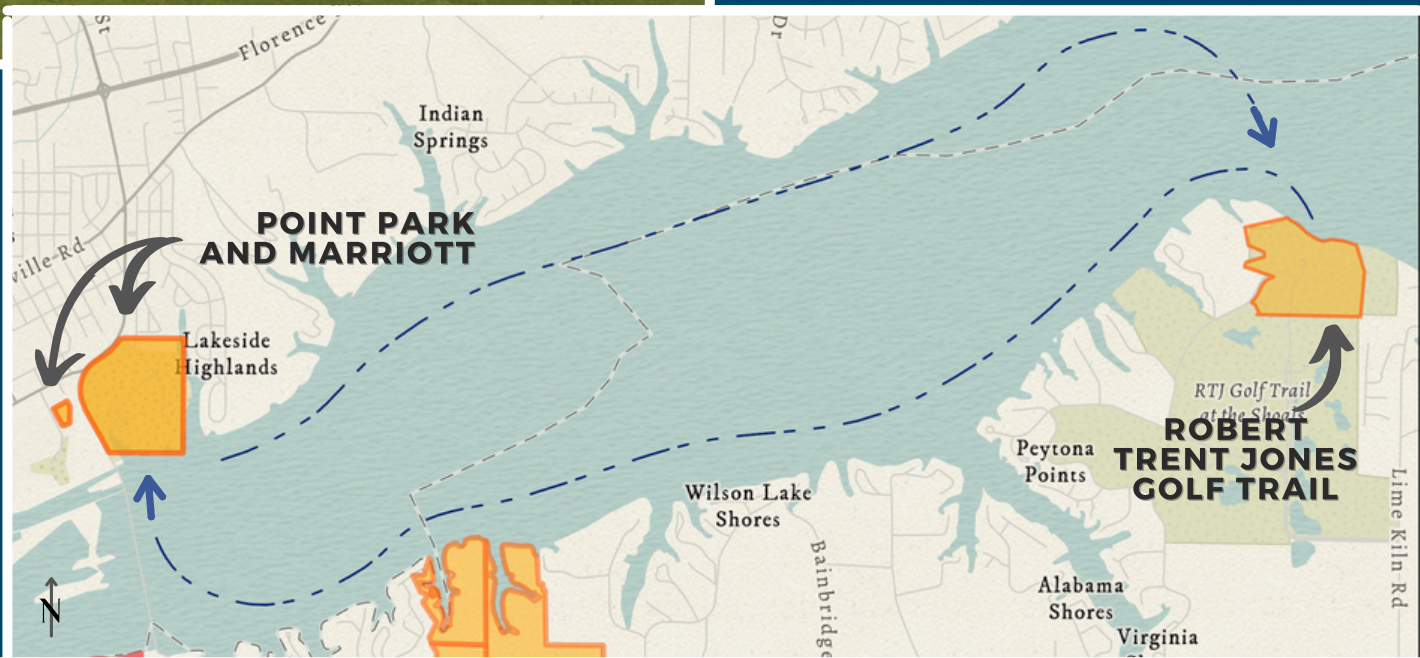 St
Florence
Dr
Indian
Springs
POINT PARK
AND MARRIOTT
ville-Rd
Lakeside
Highlands
RTJ Golf Trail
at the Shoals
ROBERT
TRENT JONES
GOLF TRAIL
Peytona
Points
Wilson Lake
Shores
Lime Kiln Rd
Bainbridge
Alabama
Shores
N
Virginia